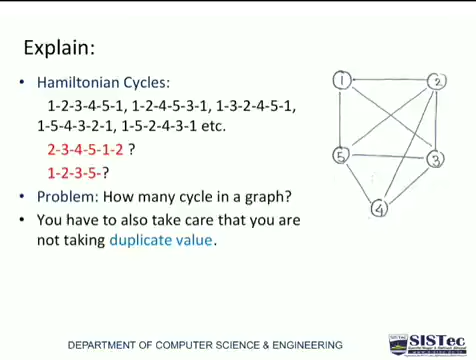 Explain:
• Hamiltonian Cycles:
1-2-3-4-5-1, 1-2-4-5-3-1, 1-3-2-4-5-1,
1-5-4-3-2-1, 1-5-2-4-3-1 etc.
2-3-4-5-1-2 ?
1-2-3-5-?
• Problem: How many cycle in a graph?
• You have to also take care that you are
not taking duplicate value.
1
2
5
3
4
DEPARTMENT OF COMPUTER SCIENCE & ENGINEERING
SISTec